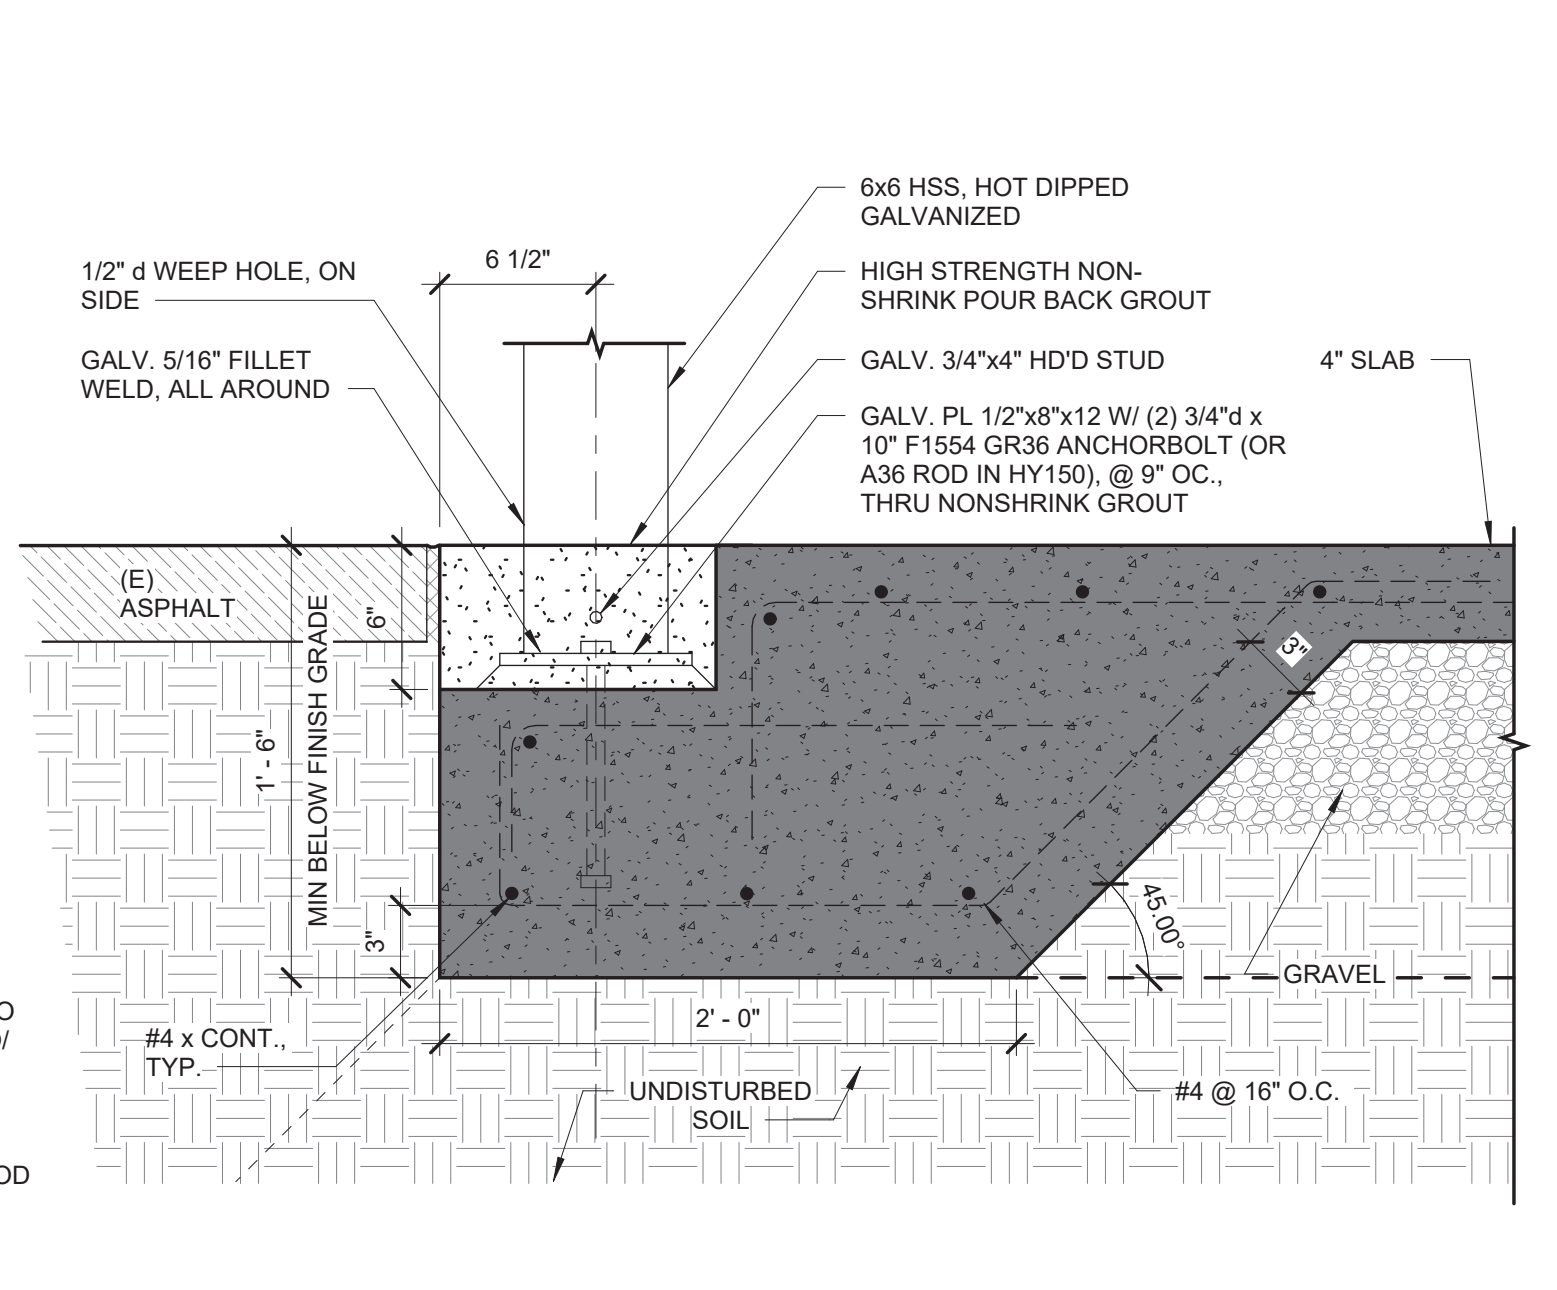 6x6 HSS, HOT DIPPED
GALVANIZED
6 1/2"
1/2" d WEEP HOLE, ON
SIDE
HIGH STRENGTH NON-
SHRINK POUR BACK GROUT
GALV. 5/16" FILLET
WELD, ALL AROUND
GALV. 3/4"x4" HD'D STUD
4" SLAB
GALV. PL 1/2"x8"x12 W/ (2) 3/4"d x
10" F1554 GR36 ANCHORBOLT (OR
A36 ROD IN HY150), @ 9" OC.,
THRU NONSHRINK GROUT
(E)
ASPHALT
6"
3"
1' - 6"
MIN BELOW FINISH GRADE
3"
45.00°
GRAVEL
O
/
2' - 0"
#4 x CONT.,
TYP.
UNDISTURBED
SOIL
#4 @ 16" O.C.
OD